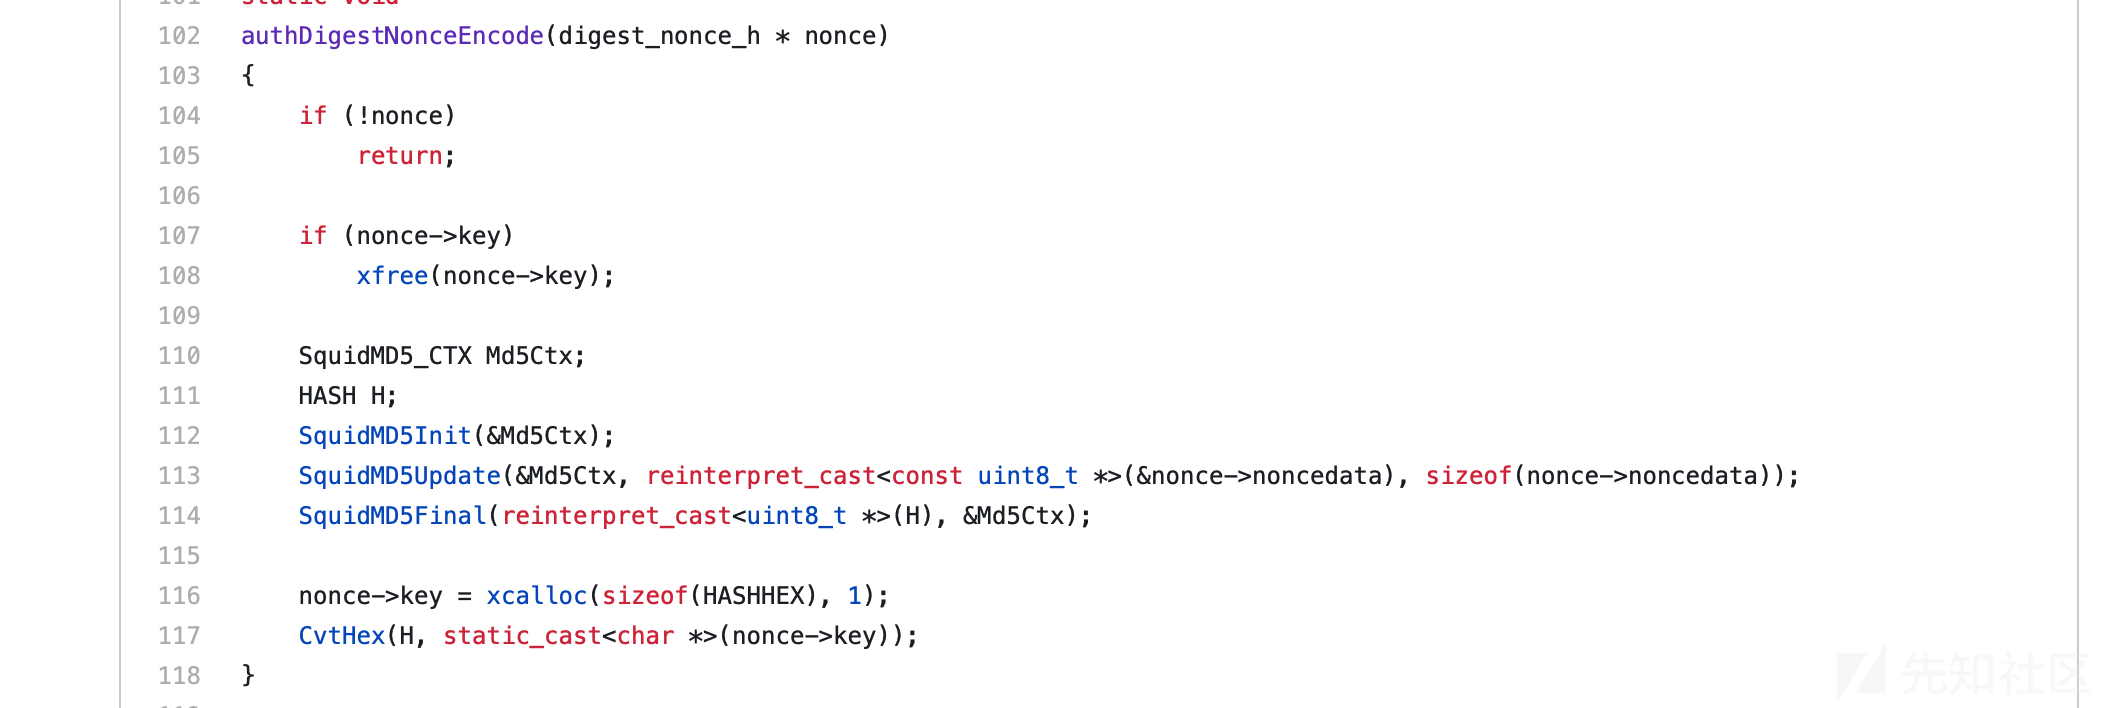 101 static void
102 authDigestNonceEncode(digest_nonce_h * nonce)
103 {
104     if (!nonce)
105         return;
106
107     if (nonce->key)
108         xfree(nonce->key);
109
110     SquidMD5_CTX Md5Ctx;
111     HASH H;
112     SquidMD5Init(&Md5Ctx);
113     SquidMD5Update(&Md5Ctx, reinterpret_cast<const uint8_t *>(&nonce->noncedata), sizeof(nonce->noncedata));
114     SquidMD5Final(reinterpret_cast<uint8_t *>(H), &Md5Ctx);
115
116     nonce->key = xcalloc(sizeof(HASHHEX), 1);
117     CvtHex(H, static_cast<char *>(nonce->key));
118 }
先知社区